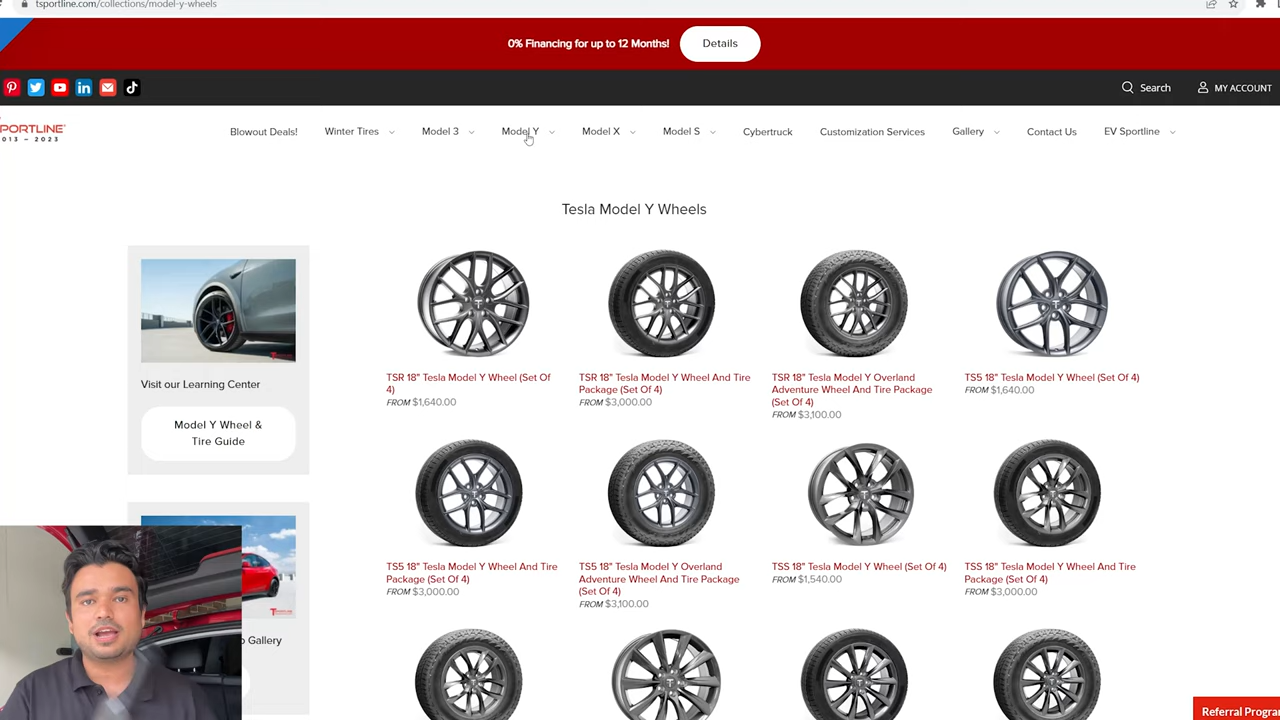 tsportline.com/collections/model-y-wheels
0% Financing for up to 12 Months!
Details
Search
MY ACCOUNT
PORTLINE
013 – 2023
Blowout Deals!
Winter Tires
Model 3
Model Y
Model X
Model S
Cybertruck
Customization Services
Gallery
Contact Us
EV Sportline
Tesla Model Y Wheels
Visit our Learning Center
Model Y Wheel &
Tire Guide
TSR 18" Tesla Model Y Wheel (Set Of
4)
FROM $1,640.00
TSR 18" Tesla Model Y Wheel And Tire
Package (Set Of 4)
FROM $3,000.00
TSR 18" Tesla Model Y Overland
Adventure Wheel And Tire Package
(Set Of 4)
FROM $3,100.00
TS5 18" Tesla Model Y Wheel (Set Of 4)
FROM $1,640.00
TS5 18" Tesla Model Y Wheel And Tire
Package (Set Of 4)
FROM $3,000.00
TS5 18" Tesla Model Y Overland
Adventure Wheel And Tire Package
(Set Of 4)
FROM $3,100.00
TSS 18" Tesla Model Y Wheel (Set Of 4)
FROM $1,540.00
TSS 18" Tesla Model Y Wheel And Tire
Package (Set Of 4)
FROM $3,000.00
o Gallery
Referral Progra